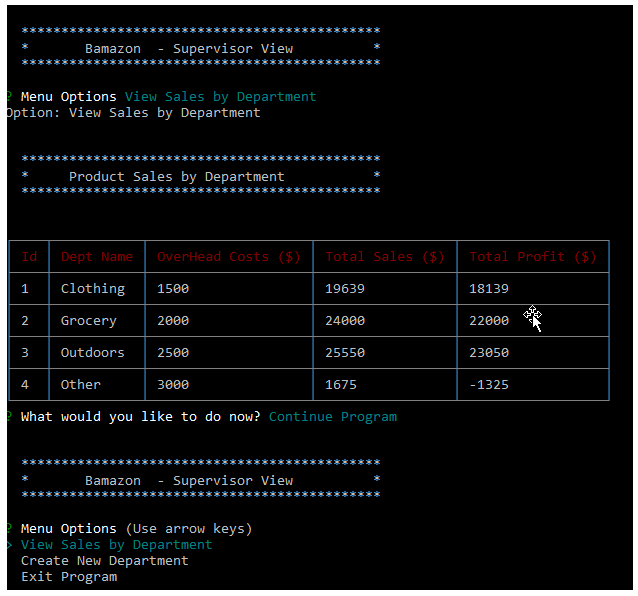 *********************************************
*       Bamazon  - Supervisor View          *
*********************************************
? Menu Options View Sales by Department
Option: View Sales by Department
*********************************************
*     Product Sales by Department           *
*********************************************
Id Dept Name OverHead Costs ($) Total Sales ($) Total Profit ($)
1 Clothing 1500 19639 18139
2 Grocery 2000 24000 22000
3 Outdoors 2500 25550 23050
4 Other 3000 1675 -1325
? What would you like to do now? Continue Program
*********************************************
*       Bamazon  - Supervisor View          *
*********************************************
? Menu Options (Use arrow keys)
> View Sales by Department
Create New Department
Exit Program